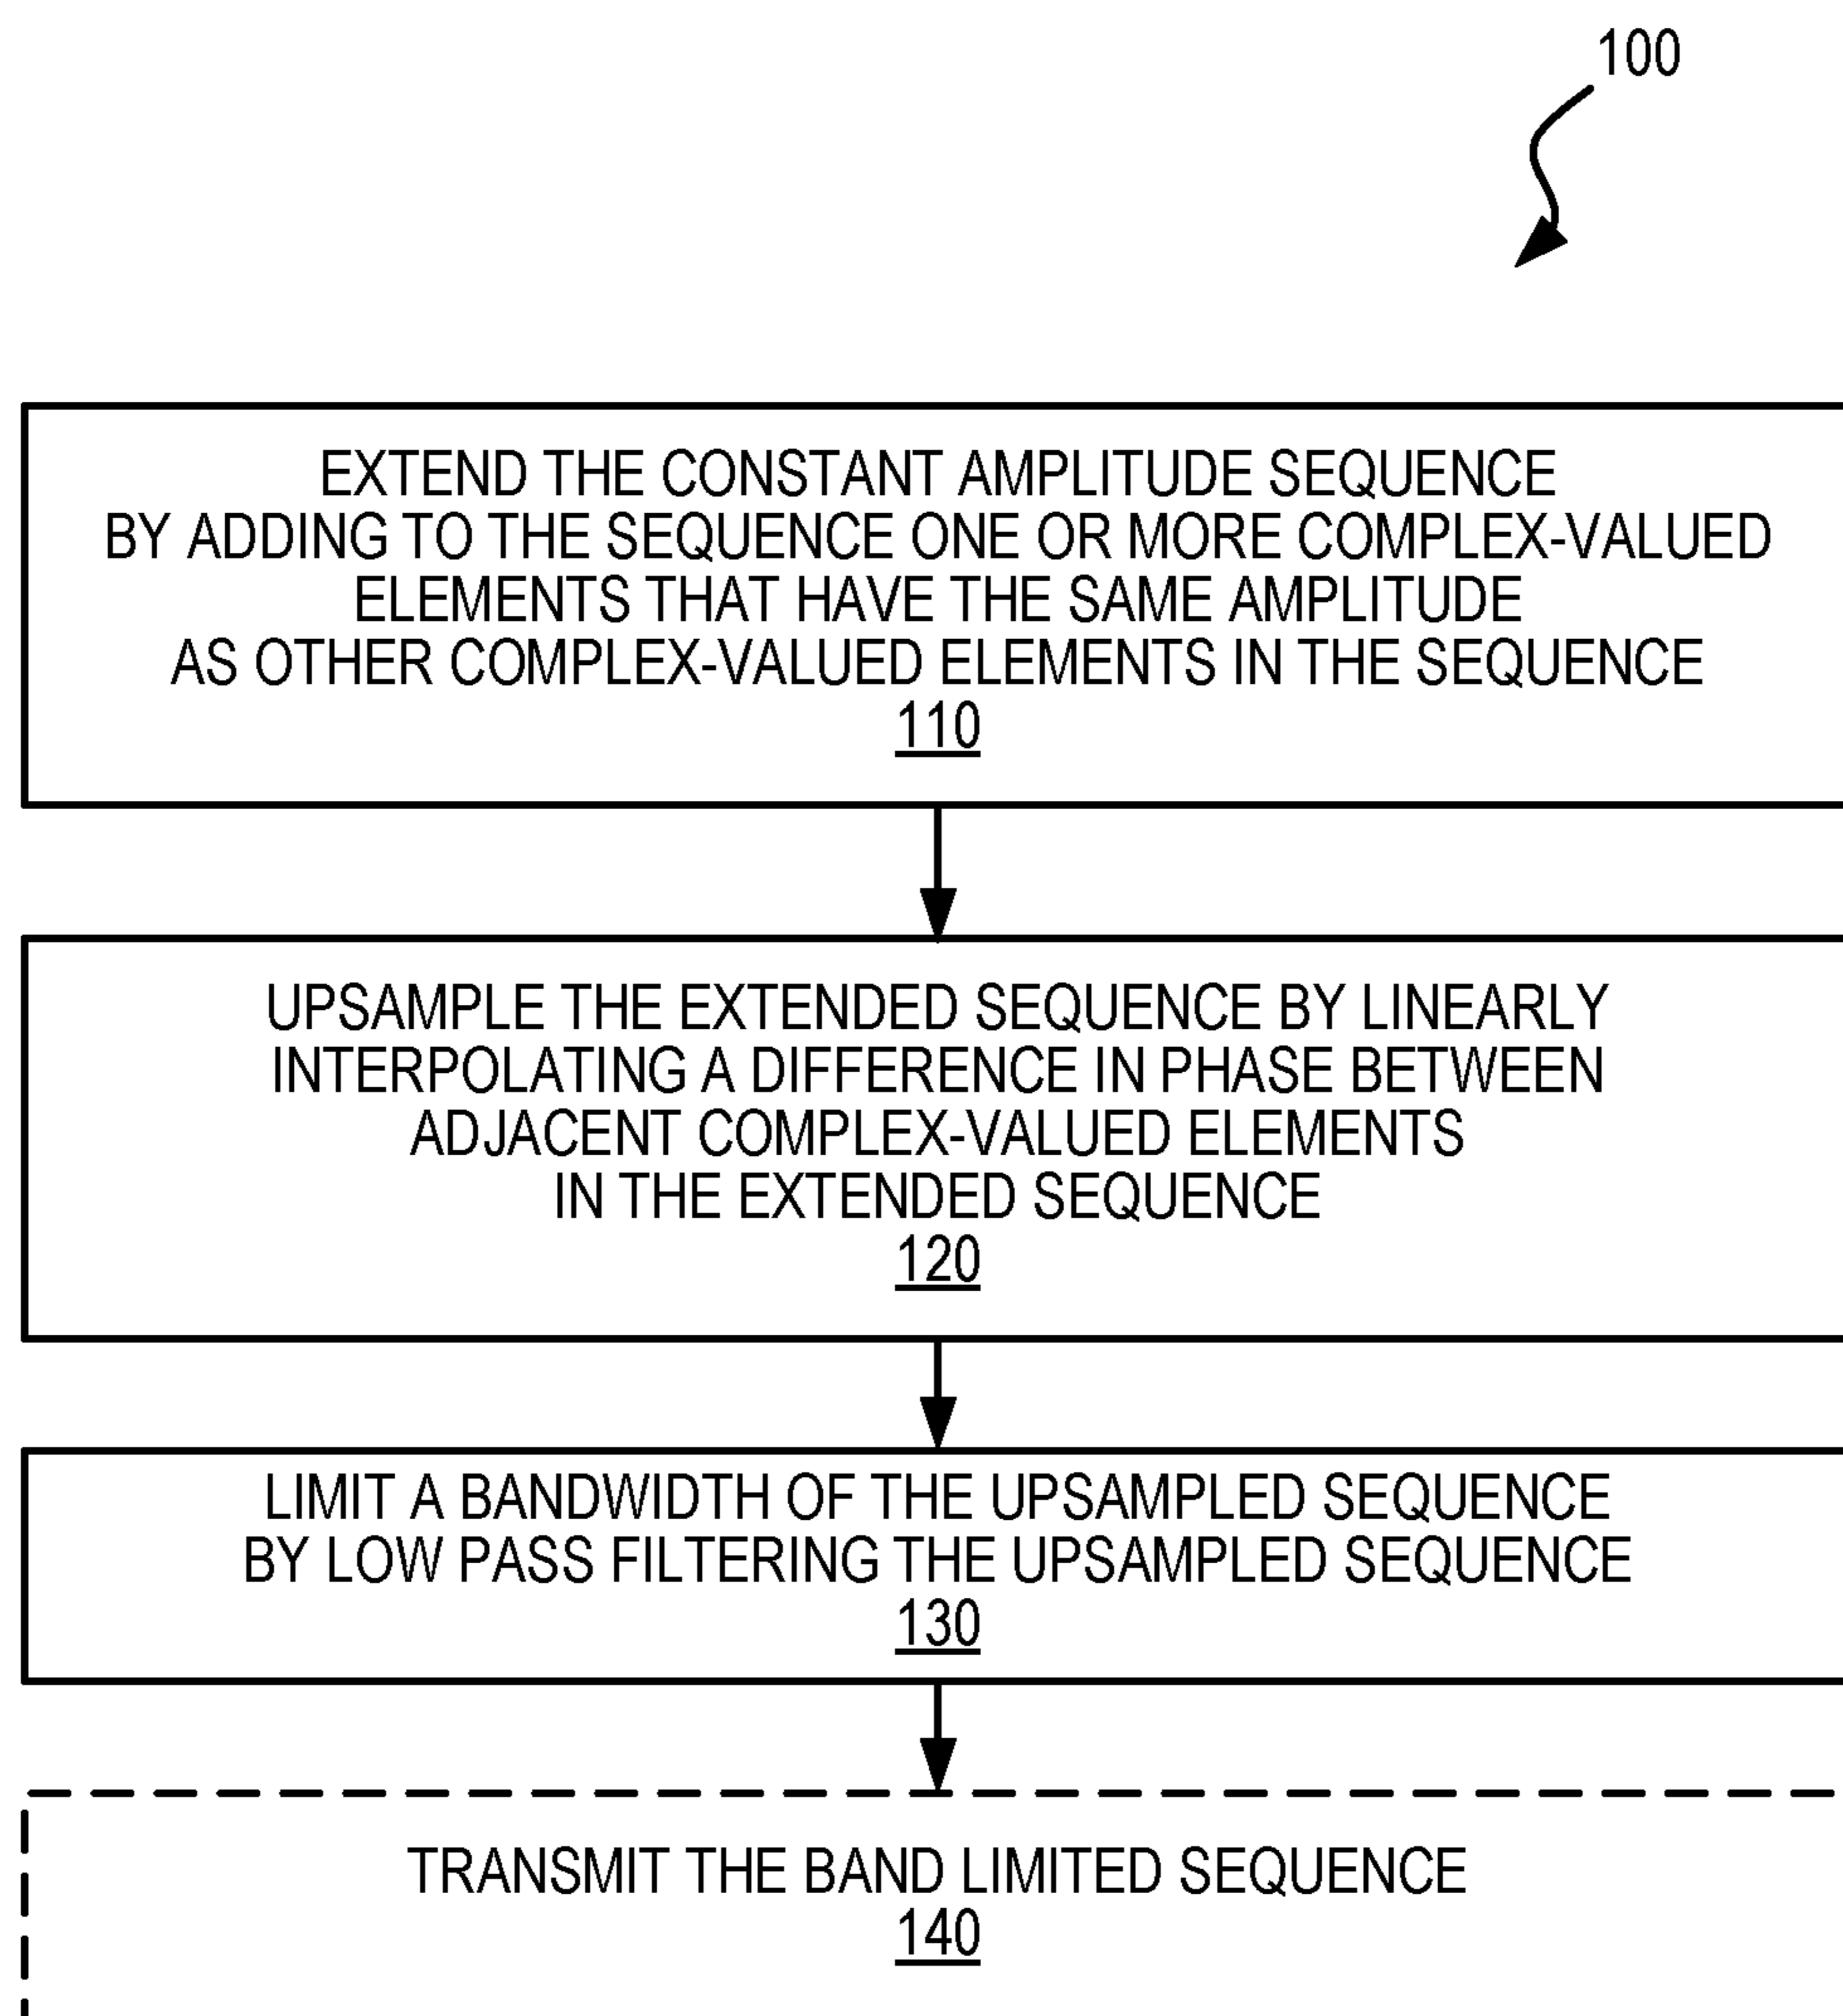 100
EXTEND THE CONSTANT AMPLITUDE SEQUENCE
BY ADDING TO THE SEQUENCE ONE OR MORE COMPLEX-VALUED
ELEMENTS THAT HAVE THE SAME AMPLITUDE
AS OTHER COMPLEX-VALUED ELEMENTS IN THE SEQUENCE
110
UPSAMPLE THE EXTENDED SEQUENCE BY LINEARLY
INTERPOLATING A DIFFERENCE IN PHASE BETWEEN
ADJACENT COMPLEX-VALUED ELEMENTS
IN THE EXTENDED SEQUENCE
120
LIMIT A BANDWIDTH OF THE UPSAMPLED SEQUENCE
BY LOW PASS FILTERING THE UPSAMPLED SEQUENCE
130
TRANSMIT THE BAND LIMITED SEQUENCE
140